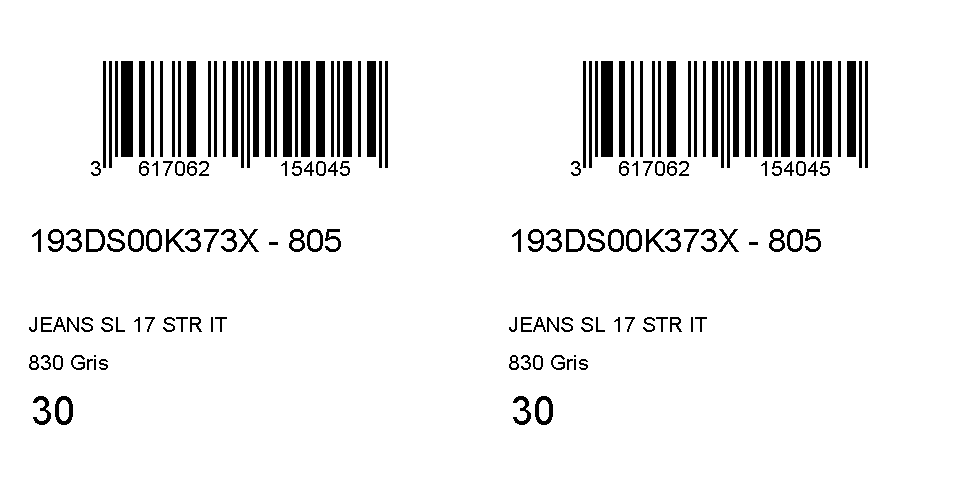 3 617062 154045
193DS00K373X - 805
JEANS SL 17 STR IT
830 Gris
30
3 617062 154045
193DS00K373X - 805
JEANS SL 17 STR IT
830 Gris
30